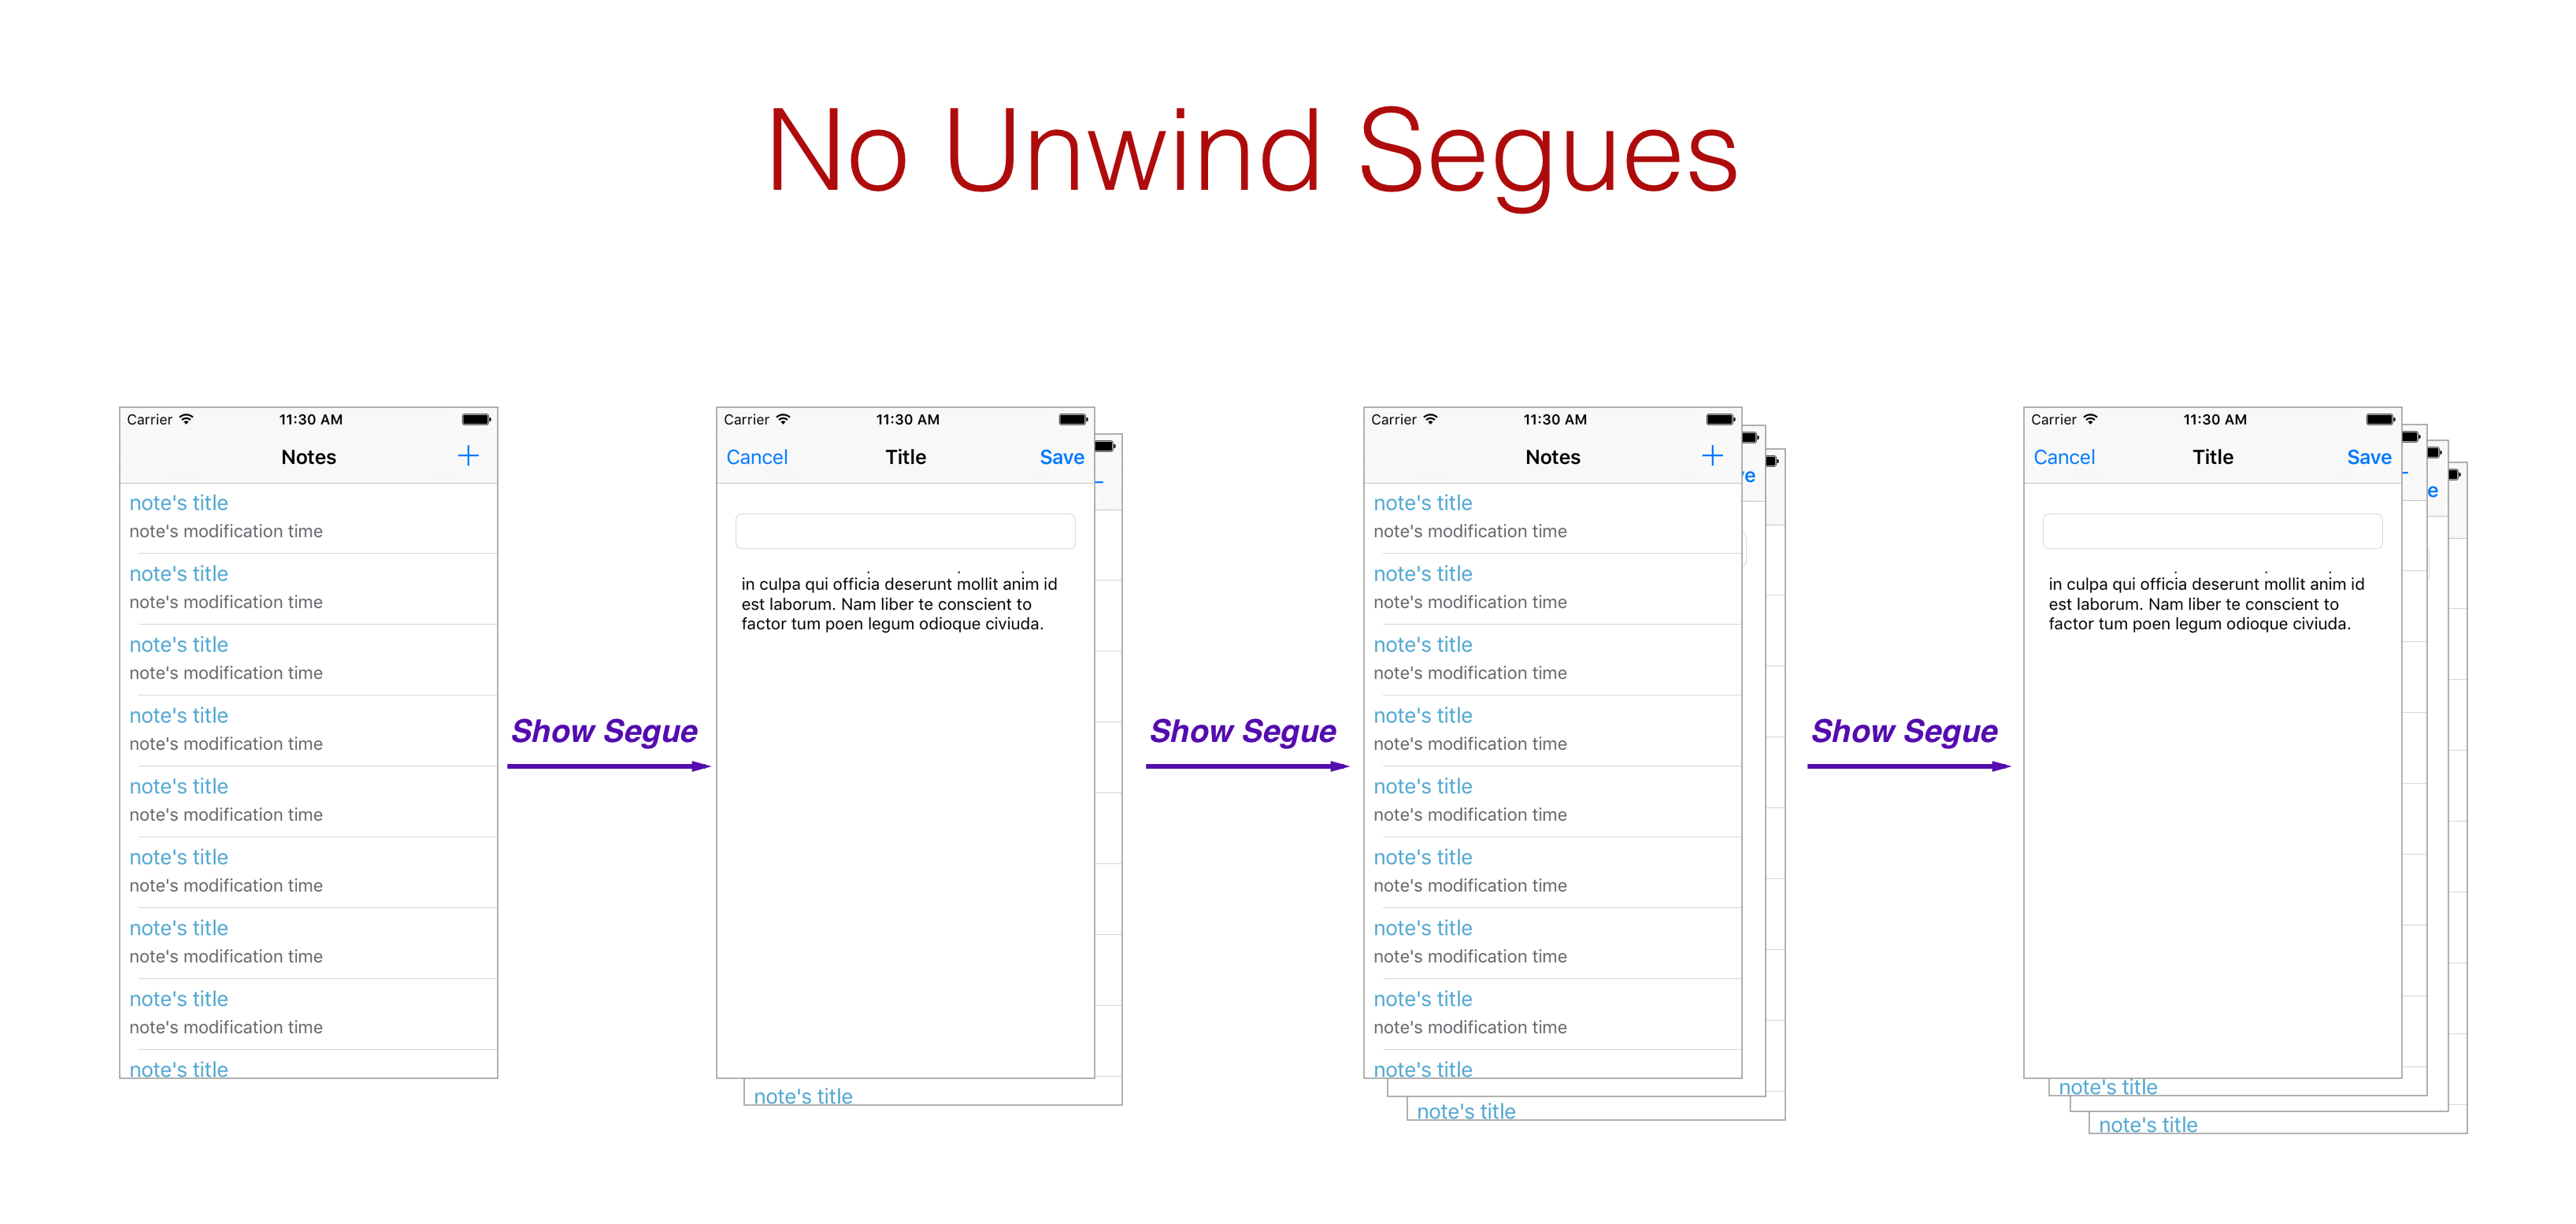 No Unwind Segues
Carrier 11:30 AM
Notes +
note's title
note's modification time
note's title
note's modification time
note's title
note's modification time
note's title
note's modification time
note's title
note's modification time
note's title
note's modification time
note's title
note's modification time
note's title
note's modification time
note's title
Show Segue
Carrier 11:30 AM
Cancel Title Save
in culpa qui officia deserunt mollit anim id
est laborum. Nam liber te conscient to
factor tum poen legum odioque civiuda.
note's title
Show Segue
Carrier 11:30 AM
Notes +
ve
note's title
note's modification time
note's title
note's modification time
note's title
note's modification time
note's title
note's modification time
note's title
note's modification time
note's title
note's modification time
note's title
note's modification time
note's title
note's modification time
note's title
note's title
Show Segue
Carrier 11:30 AM
Cancel Title Save
e
in culpa qui officia deserunt mollit anim id
est laborum. Nam liber te conscient to
factor tum poen legum odioque civiuda.
note's title
note's title